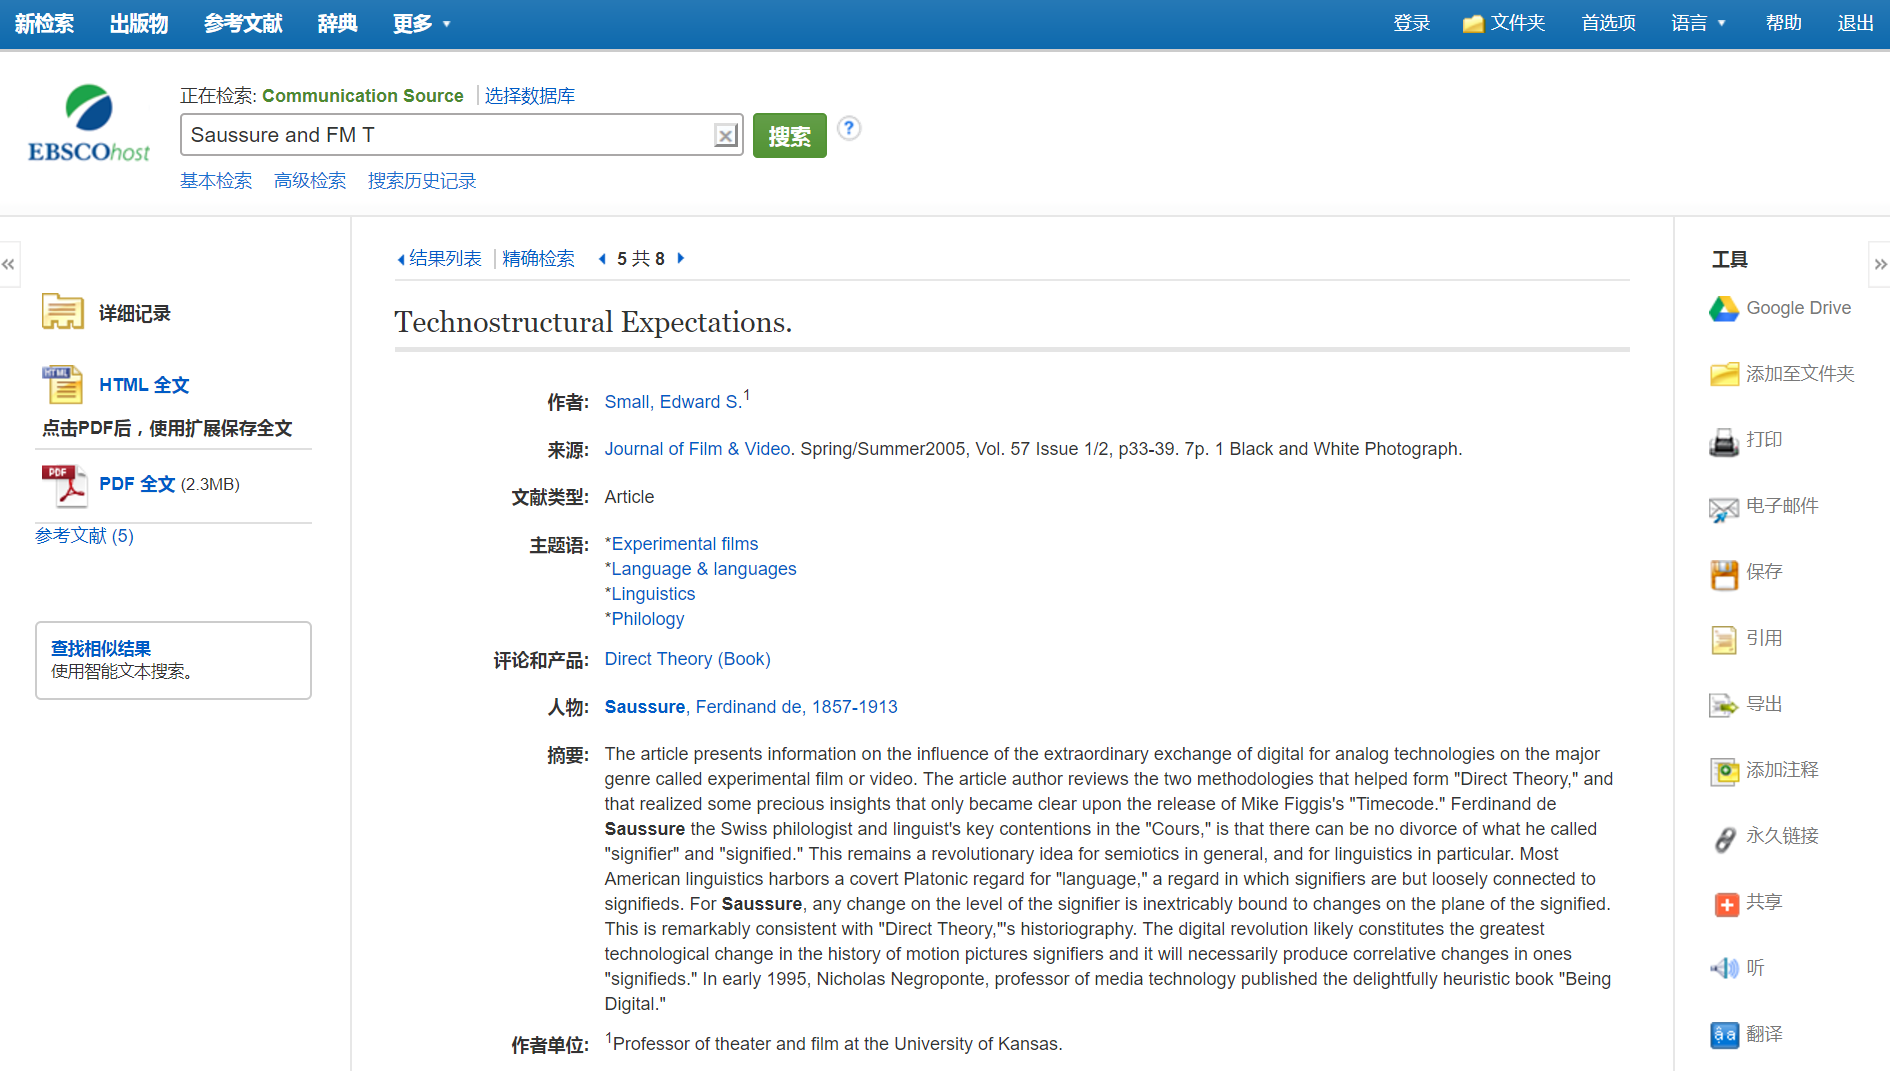 新检索 出版物 参考文献 辞典 更多
登录 文件夹 首选项 语言 帮助 退出
EBSCOhost
正在检索: Communication Source 选择数据库
Saussure and FM T
搜索
?
基本检索 高级检索 搜索历史记录
«
详细记录
HTML
HTML 全文
点击PDF后，使用扩展保存全文
PDF
PDF 全文 (2.3MB)
参考文献 (5)
查找相似结果
使用智能文本搜索。
结果列表 精确检索 5 共 8
Technostructural Expectations.
作者: Small, Edward S.1
来源: Journal of Film & Video. Spring/Summer2005, Vol. 57 Issue 1/2, p33-39. 7p. 1 Black and White Photograph.
文献类型: Article
主题语: *Experimental films
*Language & languages
*Linguistics
*Philology
评论和产品: Direct Theory (Book)
人物: Saussure, Ferdinand de, 1857-1913
摘要: The article presents information on the influence of the extraordinary exchange of digital for analog technologies on the major
genre called experimental film or video. The article author reviews the two methodologies that helped form "Direct Theory," and
that realized some precious insights that only became clear upon the release of Mike Figgis's "Timecode." Ferdinand de
Saussure the Swiss philologist and linguist's key contentions in the "Cours," is that there can be no divorce of what he called
"signifier" and "signified." This remains a revolutionary idea for semiotics in general, and for linguistics in particular. Most
American linguistics harbors a covert Platonic regard for "language," a regard in which signifiers are but loosely connected to
signifieds. For Saussure, any change on the level of the signifier is inextricably bound to changes on the plane of the signified.
This is remarkably consistent with "Direct Theory,"'s historiography. The digital revolution likely constitutes the greatest
technological change in the history of motion pictures signifiers and it will necessarily produce correlative changes in ones
"signifieds." In early 1995, Nicholas Negroponte, professor of media technology published the delightfully heuristic book "Being
Digital."
作者单位: 1Professor of theater and film at the University of Kansas.
工具
»
Google Drive
添加至文件夹
打印
电子邮件
保存
引用
导出
添加注释
永久链接
共享
听
翻译